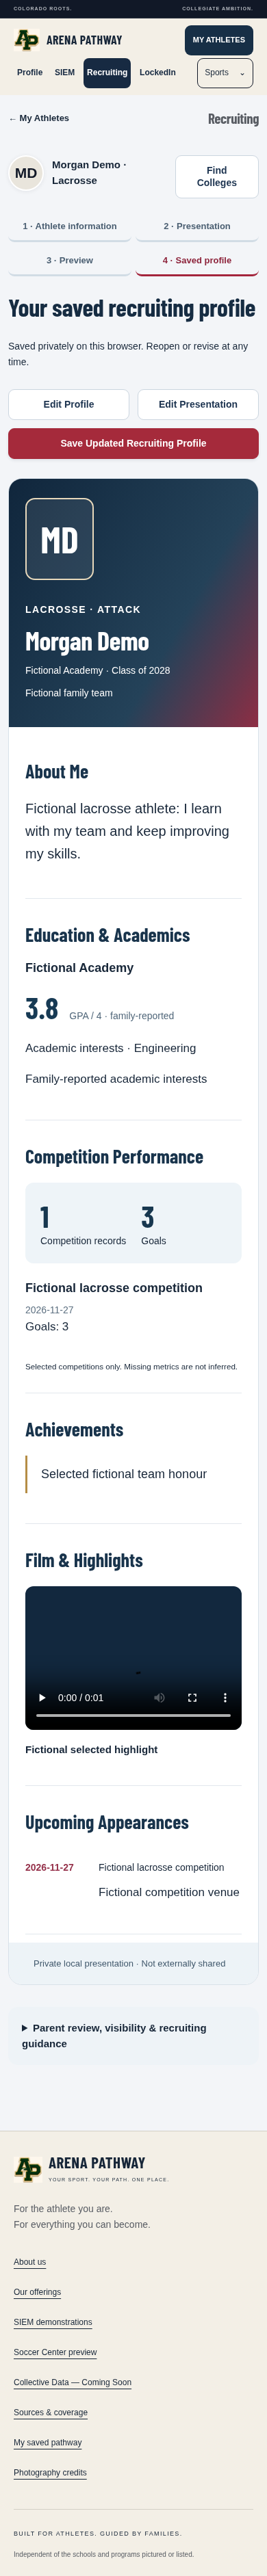 COLORADO ROOTS.
COLLEGIATE AMBITION.
AP
ARENA PATHWAY
MY ATHLETES
Profile
SIEM
Recruiting
LockedIn
Sports
← My Athletes
Recruiting
MD
Morgan Demo ·
Lacrosse
Find
Colleges
1 · Athlete information
2 · Presentation
3 · Preview
4 · Saved profile
Your saved recruiting profile
Saved privately on this browser. Reopen or revise at any
time.
Edit Profile
Edit Presentation
Save Updated Recruiting Profile
MD
LACROSSE · ATTACK
Morgan Demo
Fictional Academy · Class of 2028
Fictional family team
About Me
Fictional lacrosse athlete: I learn
with my team and keep improving
my skills.
Education & Academics
Fictional Academy
3.8 GPA / 4 · family-reported
Academic interests · Engineering
Family-reported academic interests
Competition Performance
1
Competition records
3
Goals
Fictional lacrosse competition
2026-11-27
Goals: 3
Selected competitions only. Missing metrics are not inferred.
Achievements
Selected fictional team honour
Film & Highlights
0:00 / 0:01
Fictional selected highlight
Upcoming Appearances
2026-11-27
Fictional lacrosse competition
Fictional competition venue
Private local presentation · Not externally shared
▶ Parent review, visibility & recruiting
guidance
AP
ARENA PATHWAY
YOUR SPORT. YOUR PATH. ONE PLACE.
For the athlete you are.
For everything you can become.
About us
Our offerings
SIEM demonstrations
Soccer Center preview
Collective Data — Coming Soon
Sources & coverage
My saved pathway
Photography credits
BUILT FOR ATHLETES. GUIDED BY FAMILIES.
Independent of the schools and programs pictured or listed.